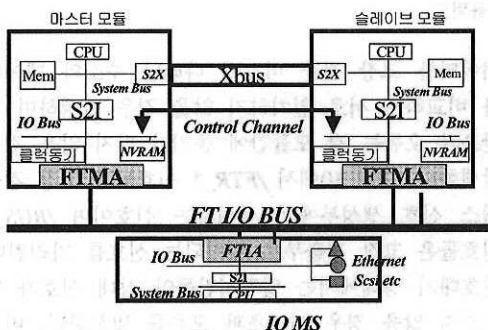 마스터 모듈
슬레이브 모듈
CPU
Mem
S2X
System Bus
S2I
IO Bus
클럭동기
NVRAM
FTMA
Xbus
Control Channel
CPU
S2X
Mem
System Bus
S2I
IO Bus
클럭동기
NVRAM
FTMA
FT I/O BUS
FTIA
IO Bus
Ethernet
S2I
Scsi etc
System Bus
CPU
IO MS